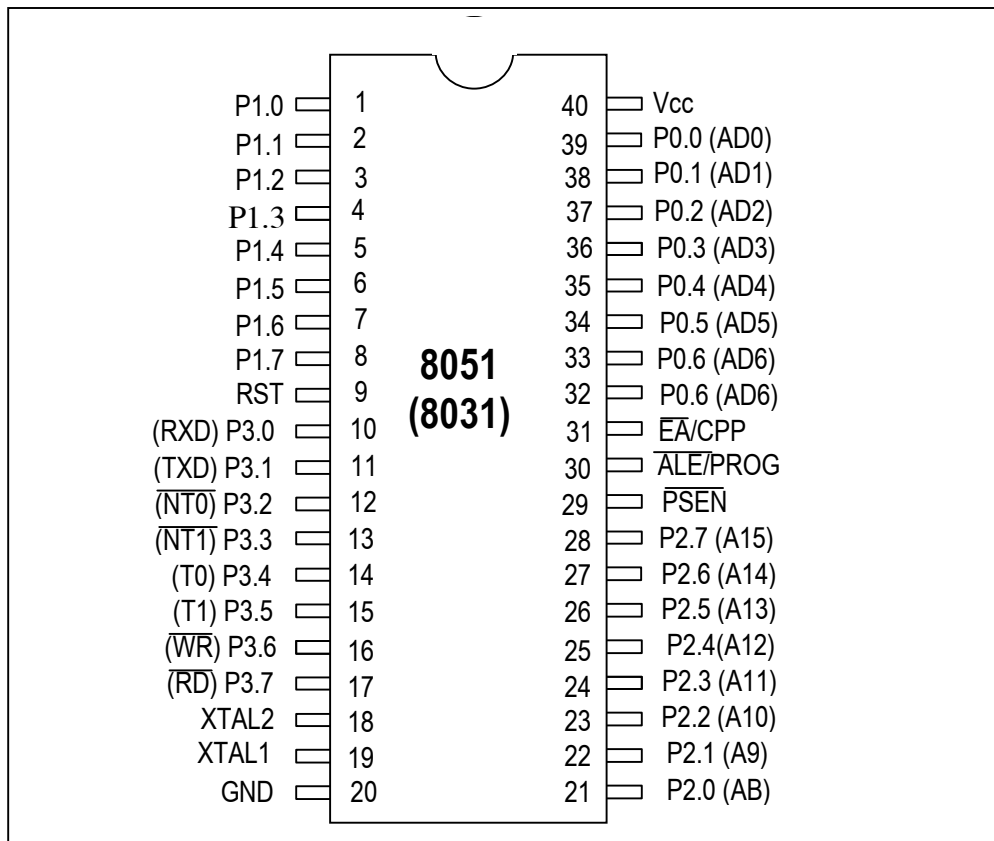 P1.0 1 40 Vcc
P1.1 2 39 P0.0 (AD0)
P1.2 3 38 P0.1 (AD1)
P1.3 4 37 P0.2 (AD2)
P1.4 5 36 P0.3 (AD3)
P1.5 6 35 P0.4 (AD4)
P1.6 7 34 P0.5 (AD5)
P1.7 8 33 P0.6 (AD6)
RST 9 32 P0.6 (AD6)
8051
(8031)
(RXD) P3.0 10 31 E̅A̅/CPP
(TXD) P3.1 11 30 A̅L̅E̅/PROG
(N̅T̅0̅) P3.2 12 29 P̅S̅E̅N̅
(N̅T̅1̅) P3.3 13 28 P2.7 (A15)
(T0) P3.4 14 27 P2.6 (A14)
(T1) P3.5 15 26 P2.5 (A13)
(W̅R̅) P3.6 16 25 P2.4(A12)
(R̅D̅) P3.7 17 24 P2.3 (A11)
XTAL2 18 23 P2.2 (A10)
XTAL1 19 22 P2.1 (A9)
GND 20 21 P2.0 (AB)